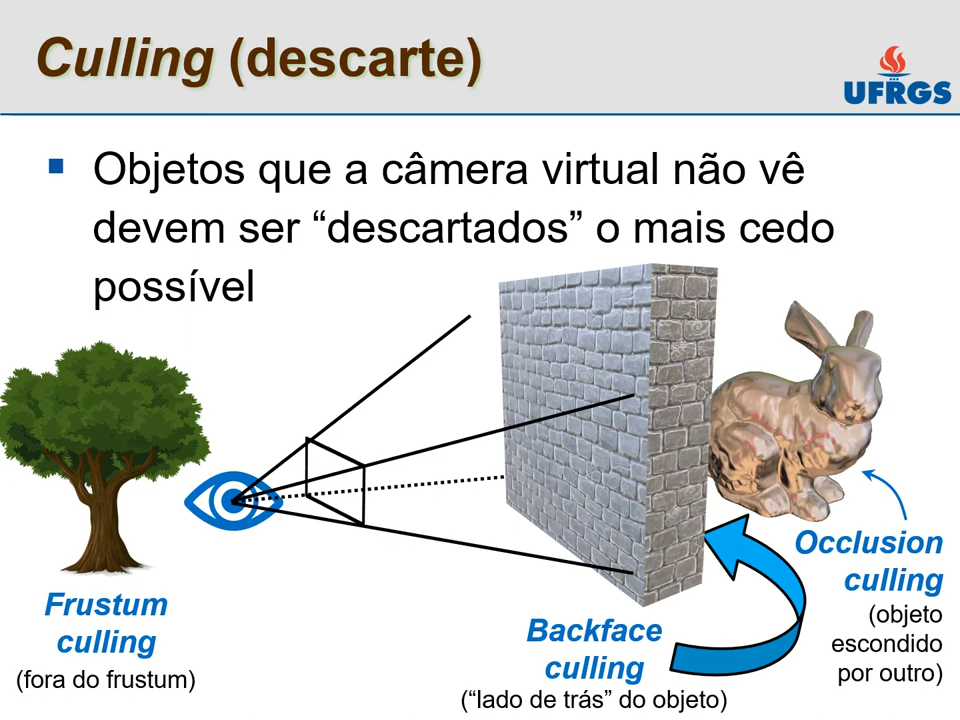 Culling (descarte)
UFRGS
▪ Objetos que a câmera virtual não vê
devem ser “descartados” o mais cedo
possível
Frustum
culling
(fora do frustum)
Backface
culling
(“lado de trás” do objeto)
Occlusion
culling
(objeto
escondido
por outro)